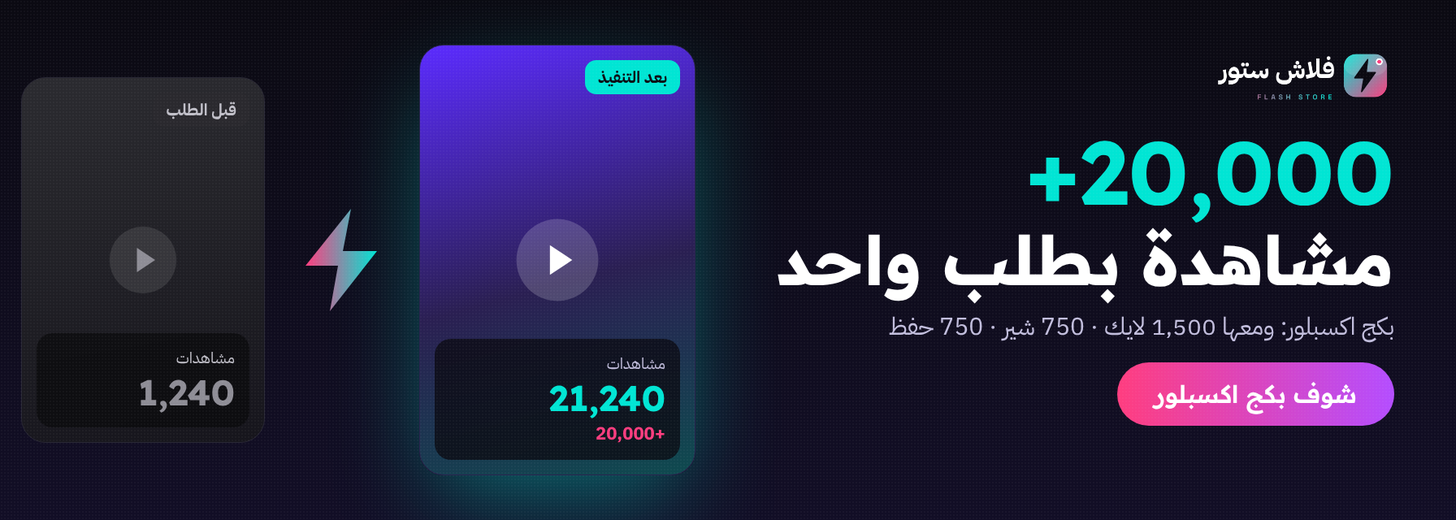 فلاش ستور
FLASH STORE
+20,000
مشاهدة بطلب واحد
بكج اكسبلور: ومعها 1,500 لايك · 750 شير · 750 حفظ
شوف بكج اكسبلور
بعد التنفيذ
مشاهدات
21,240
20,000+
قبل الطلب
مشاهدات
1,240